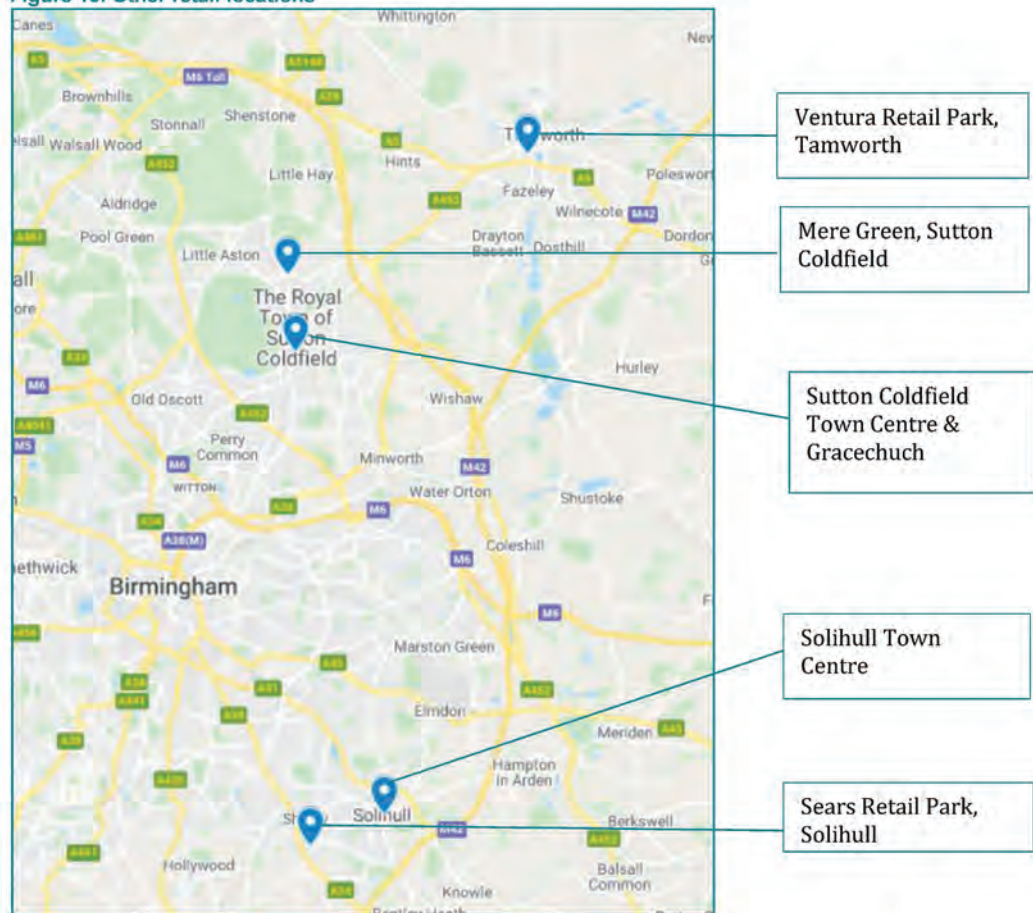 Whittington
Canes
New
A5148
A5
M6 Toll
A38
Brownhills
Shenstone
Stonnall
Walsall Wood
A5
Hints
A452
Little Hay
Fazeley
A5
Poleswor
A453
Wilnecote
M42
Aldridge
Pool Green
A461
Drayton
Bassett
Dosthill
Dordon
Little Aston
The Royal
Town of
Sutton
Coldfield
Hurley
M6
Old Oscott
Wishaw
A452
Perry
Common
Minworth
M5
M6
M42
WITTON
Water Orton
Shustoke
A38
M6
A38(M)
Coleshill
M6
Birmingham
M6
Marston Green
A45
A41
A452
Elmdon
Meriden
A45
Hampton
in Arden
Solihull
M42
Berkswell
A452
Hollywood
Balsall
Common
A34
Knowle
Ventura Retail Park,
Tamworth
Mere Green, Sutton
Coldfield
Sutton Coldfield
Town Centre &
Gracechuch
Solihull Town
Centre
Sears Retail Park,
Solihull